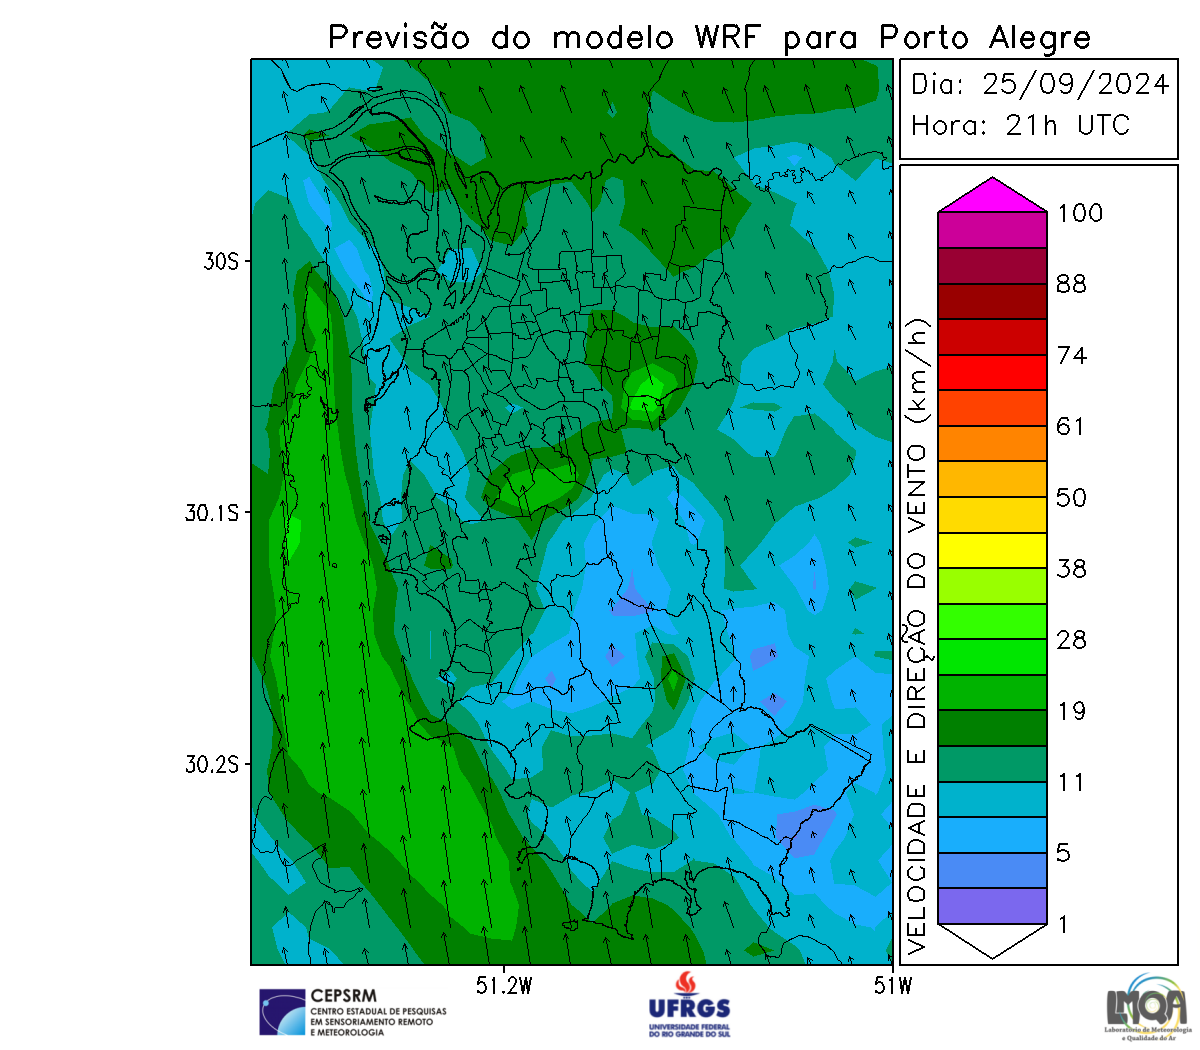 Previsão do modelo WRF para Porto Alegre
Dia: 25/09/2024
Hora: 21h UTC
VELOCIDADE E DIREÇÃO DO VENTO (km/h)
100
88
74
61
50
38
28
19
11
5
1
30S
30.1S
30.2S
51.2W
51W
CEPSRM
CENTRO ESTADUAL DE PESQUISAS
EM SENSORIAMENTO REMOTO
E METEOROLOGIA
UFRGS
UNIVERSIDADE FEDERAL
DO RIO GRANDE DO SUL
LMQA
Laboratório de Meteorologia
e Qualidade do Ar